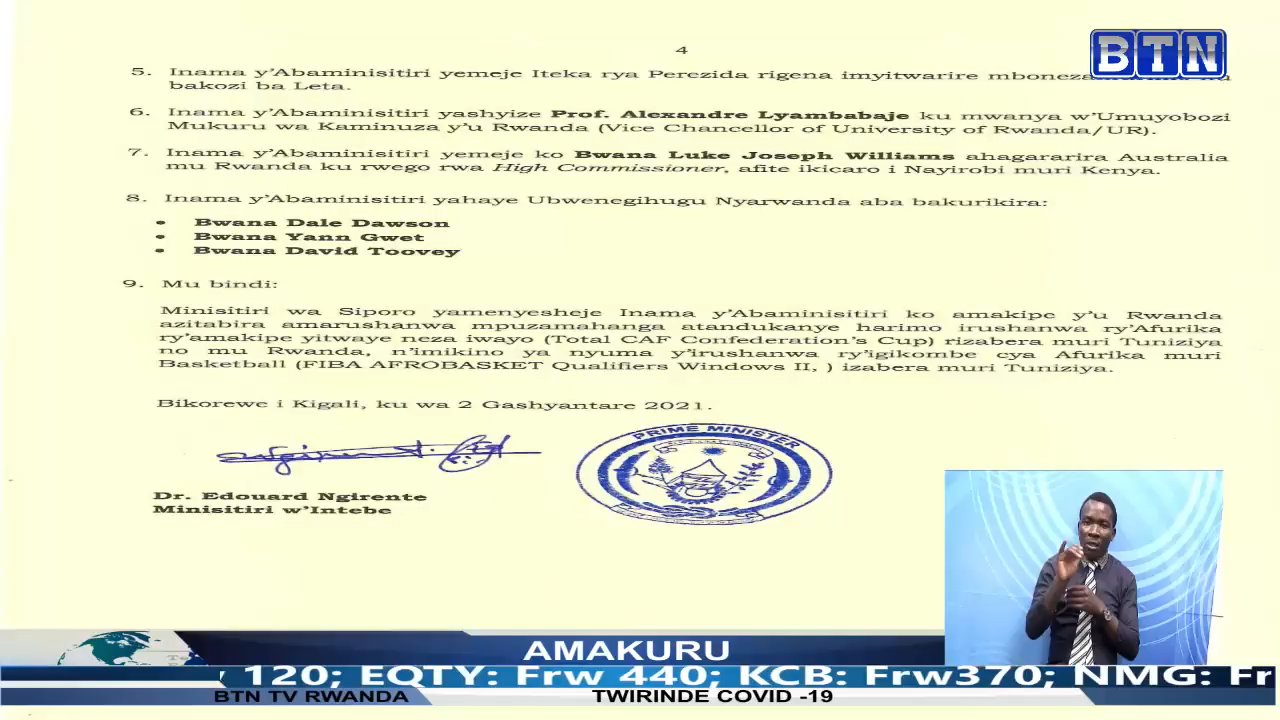 BTN
4
5. Inama y'Abaminisitiri yemeje Iteka rya Perezida rigena imyitwarire
bakozi ba Leta.
6. Inama y'Abaminisitiri yashyize Prof. Alexandre Lyambabaje ku mwanya w'Umuyobozi
Mukuru wa Kaminuza y'u Rwanda (Vice Chancellor of University of Rwanda/UR).
7. Inama y'Abaminisitiri yemeje ko Bwana Luke Joseph Williams ahagararira Australia
mu Rwanda ku rwego rwa High Commissioner, afite ikicaro i Nayirobi muri Kenya.
8. Inama y'Abaminisitiri yahaye Ubwenegihugu Nyarwanda aba bakurikira:
• Bwana Dale Dawson
• Bwana Yann Gwet
• Bwana David Toovey
9. Mu bindi:
Minisitiri wa Siporo yamenyesheje Inama y'Abaminisitiri ko amakipe y'u Rwanda
azitabira amarushanwa mpuzamahanga atandukanye harimo irushanwa ry'Afurika
ry'amakipe yitwaye neza iwayo (Total CAF Confederation's Cup) rizabera muri Tuniziya
no mu Rwanda, n'imikino ya nyuma y'irushanwa ry'igikombe cya Afurika muri
Basketball (FIBA AFROBASKET Qualifiers Windows II, ) izabera muri Tuniziya.
Bikorewe i Kigali, ku wa 2 Gashyantare 2021.
PRIME MINISTER
Dr. Edouard Ngirente
Minisitiri w'Intebe
AMAKURU
120; EQTY: Frw 440; KCB: Frw370; NMG: Fr
BTN TV RWANDA TWIRINDE COVID -19